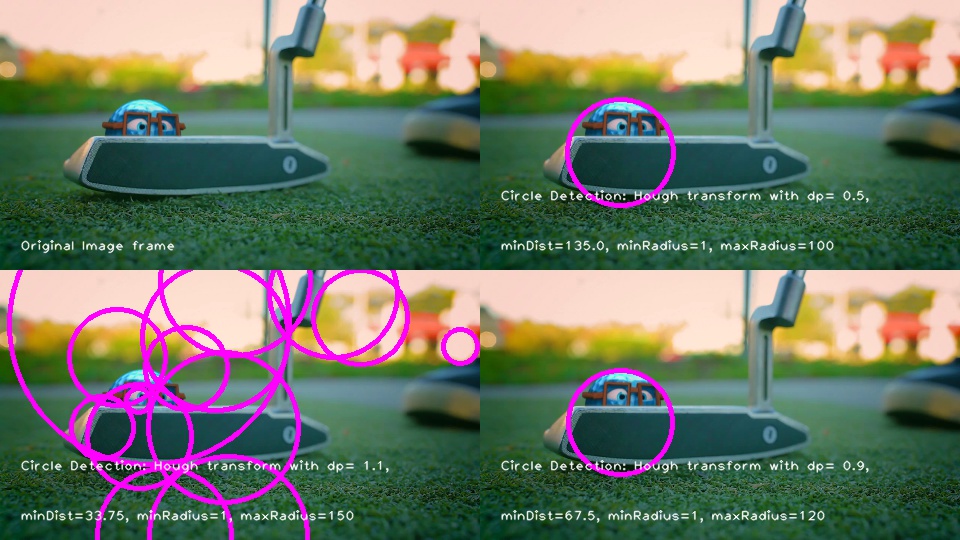 Circle Detection: Hough transform with dp= 0.5,
Original Image frame
minDist=135.0, minRadius=1, maxRadius=100
Circle Detection: Hough transform with dp= 1.1,
minDist=33.75, minRadius=1, maxRadius=150
Circle Detection: Hough transform with dp= 0.9,
minDist=67.5, minRadius=1, maxRadius=120